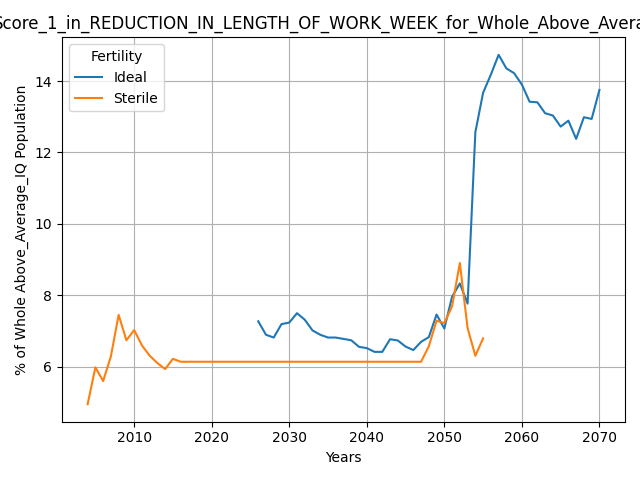 Score_1_in_REDUCTION_IN_LENGTH_OF_WORK_WEEK_for_Whole_Above_Avera
Fertility
Ideal
Sterile
% of Whole Above_Average_IQ Population
14
12
10
8
6
2010 2020 2030 2040 2050 2060 2070
Years